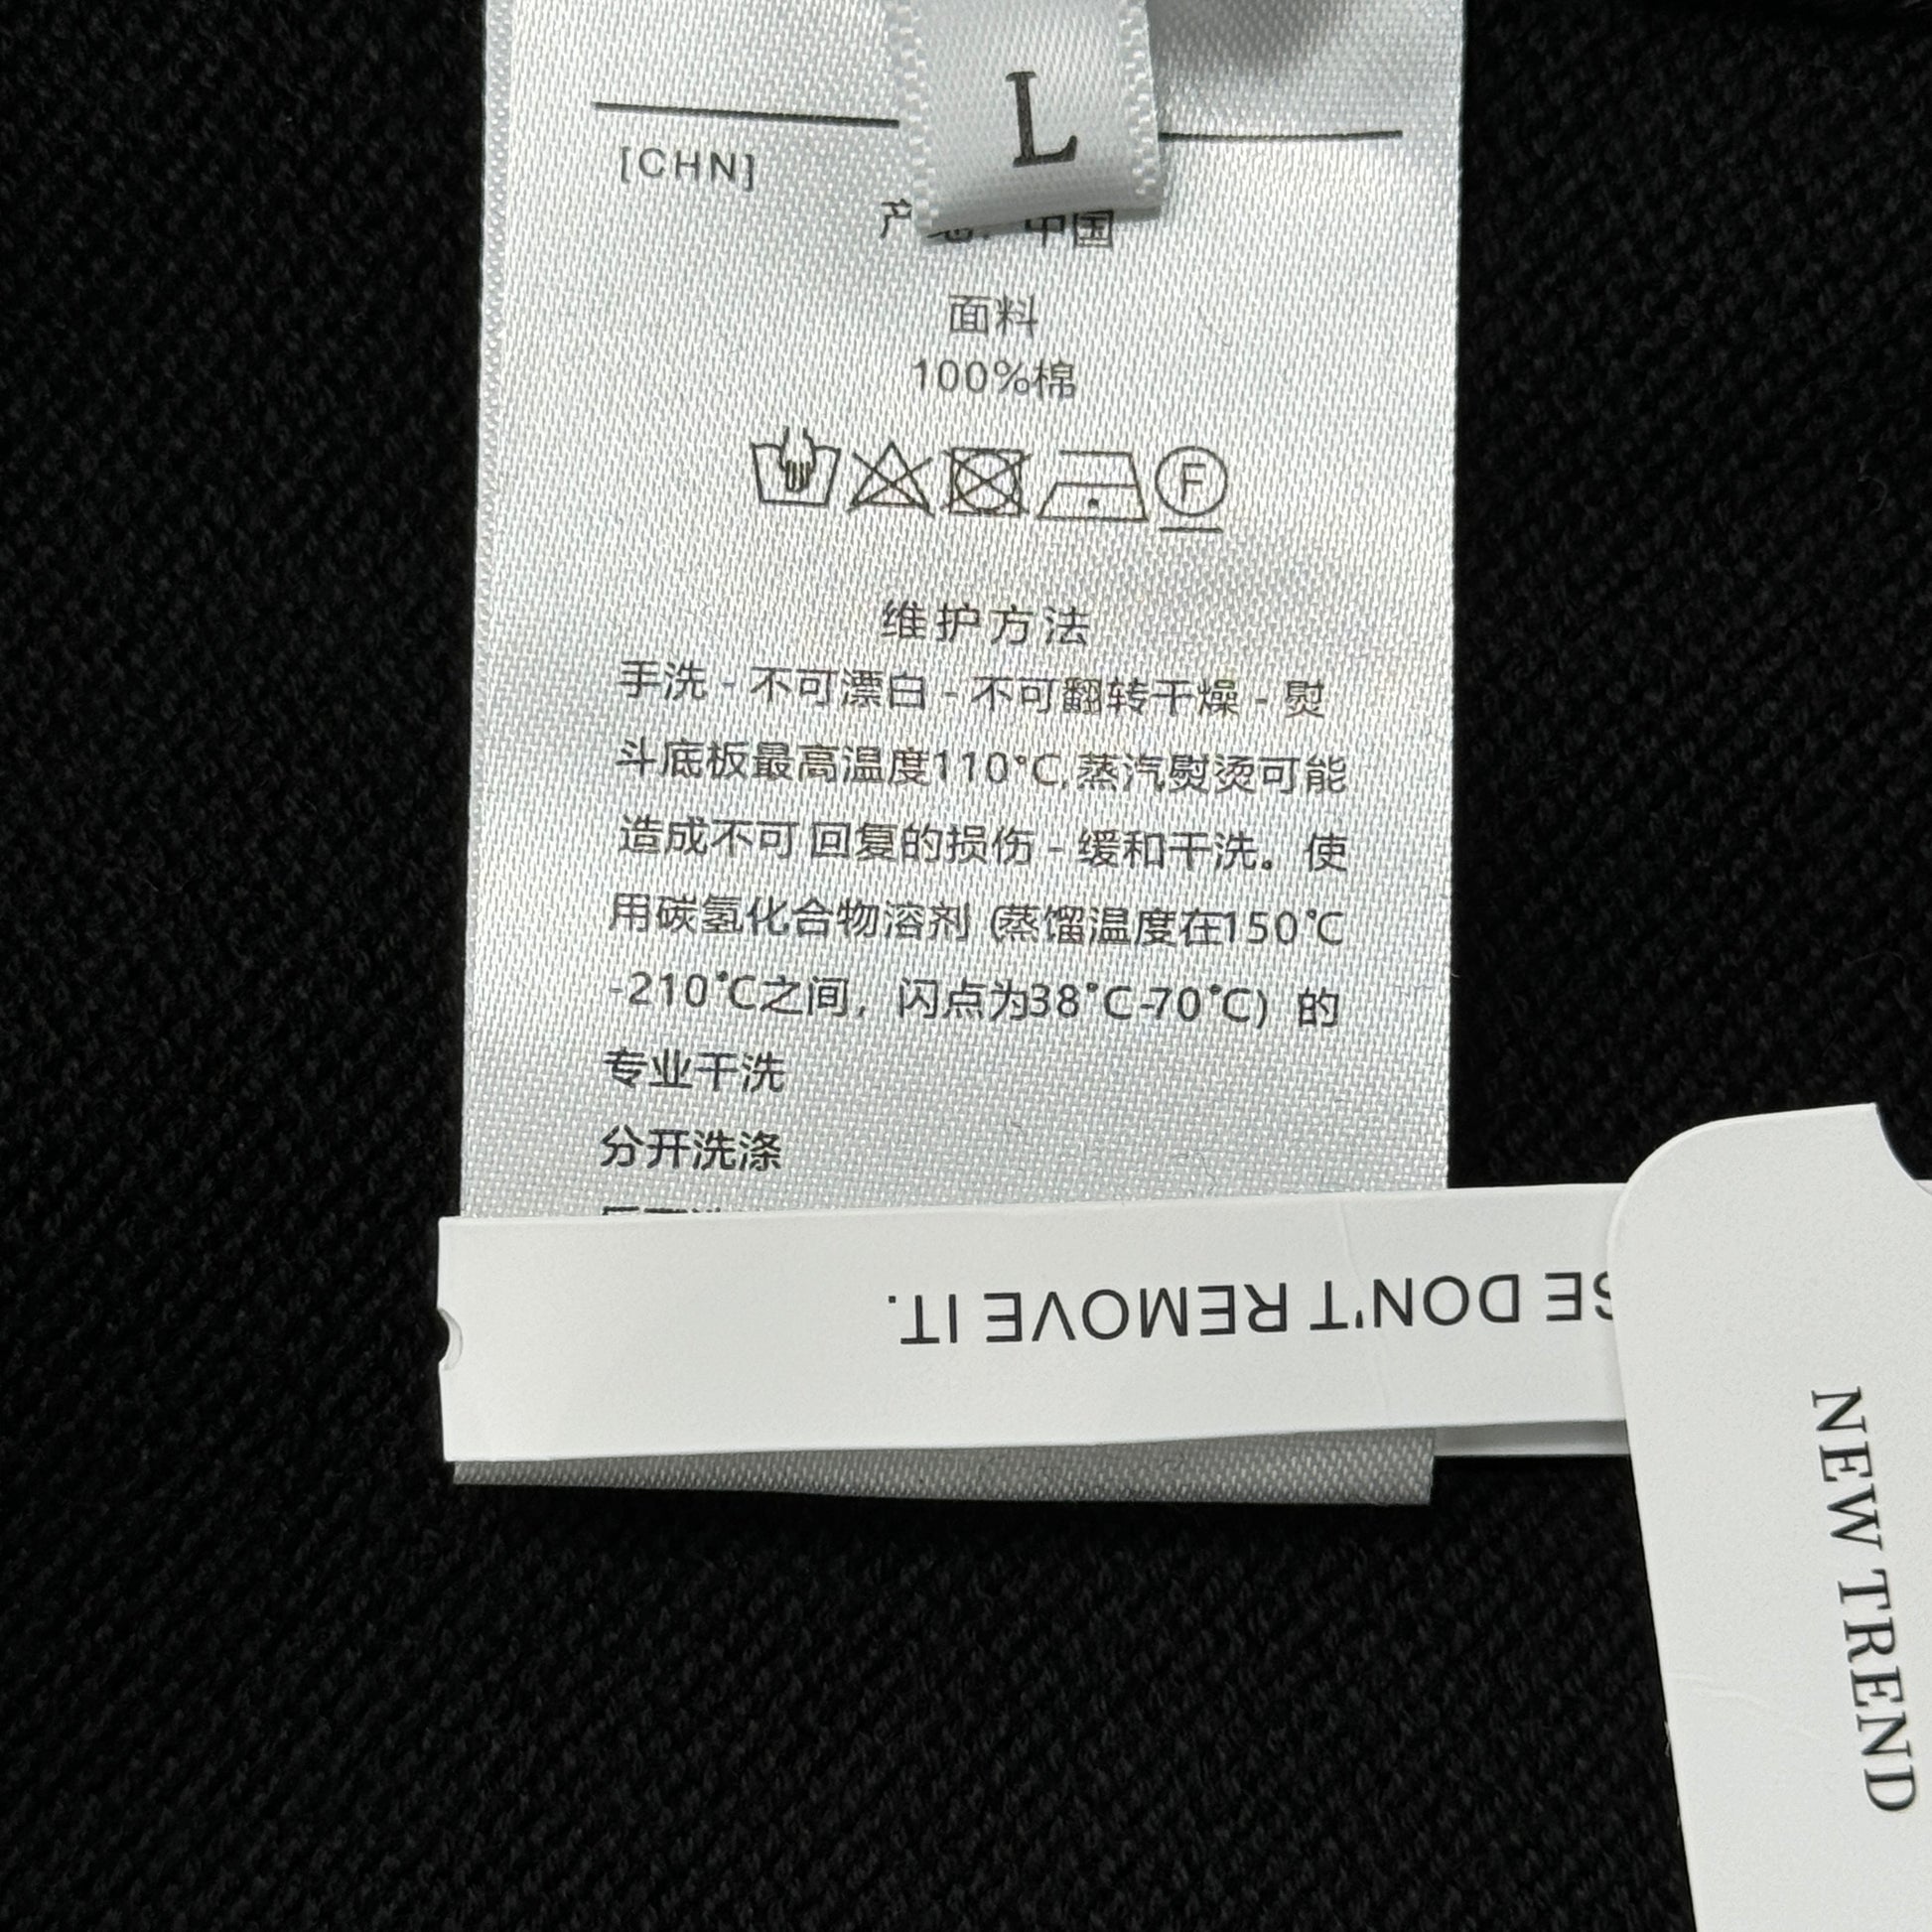 L
[CHN]
产地：中国
面料
100%棉
F
维护方法
手洗 - 不可漂白 - 不可翻转干燥 - 熨
斗底板最高温度110°C,蒸汽熨烫可能
造成不可回复的损伤 - 缓和干洗。使
用碳氢化合物溶剂 (蒸馏温度在150℃
-210℃之间，闪点为38℃-70℃) 的
专业干洗
分开洗涤
SE DON'T REMOVE IT.
NEW TREND